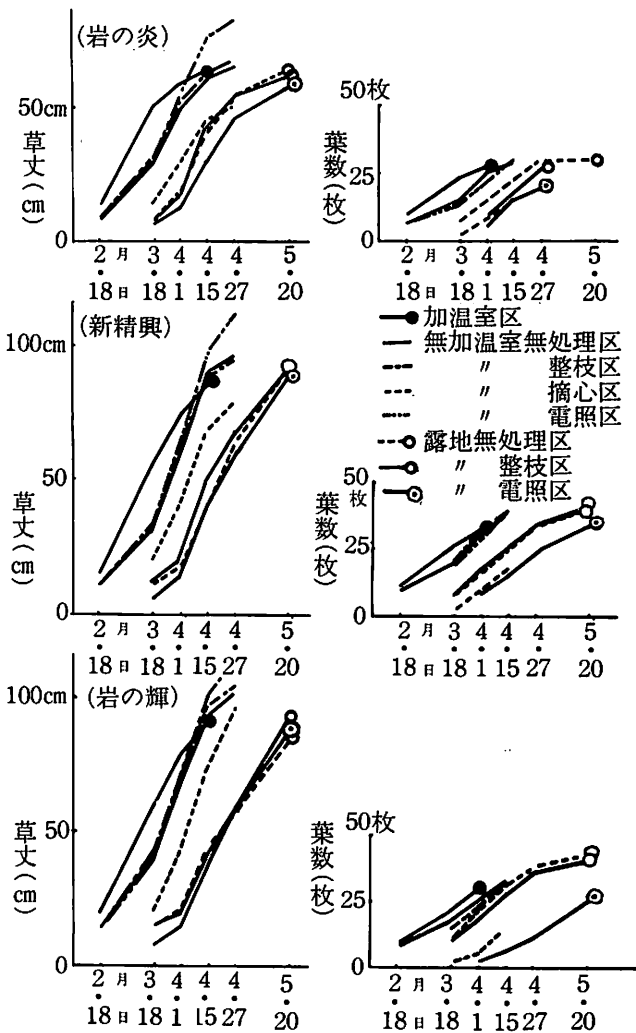 (岩の炎)
50cm
草丈(cm)
0
2 3 4 4 4 5
・月 ・ ・ ・ ・ ・
18日 18 1 15 27 20
50枚
葉数(枚)
25
0
2 3 4 4 4 5
・月 ・ ・ ・ ・ ・
18日 18 1 15 27 20
(新精興)
100cm
50
草丈(cm)
0
2 月 3 4 4 4 5
・ ・ ・ ・ ・ ・
18日 18 1 15 27 20
加温室区
無加温室無処理区
〃 整枝区
〃 摘心区
〃 電照区
露地無処理区
〃 整枝区
〃 電照区
50枚
葉数(枚)
25
0
2 月 3 4 4 4 5
・ ・ ・ ・ ・ ・
18日 18 1 15 27 20
(岩の輝)
100cm
50
草丈(cm)
0
2 月 3 4 4 4 5
・ ・ ・ ・ ・ ・
18日 18 1 15 27 20
50枚
葉数(枚)
25
0
2 月 3 4 4 4 5
・ ・ ・ ・ ・ ・
18日 18 1 15 27 20